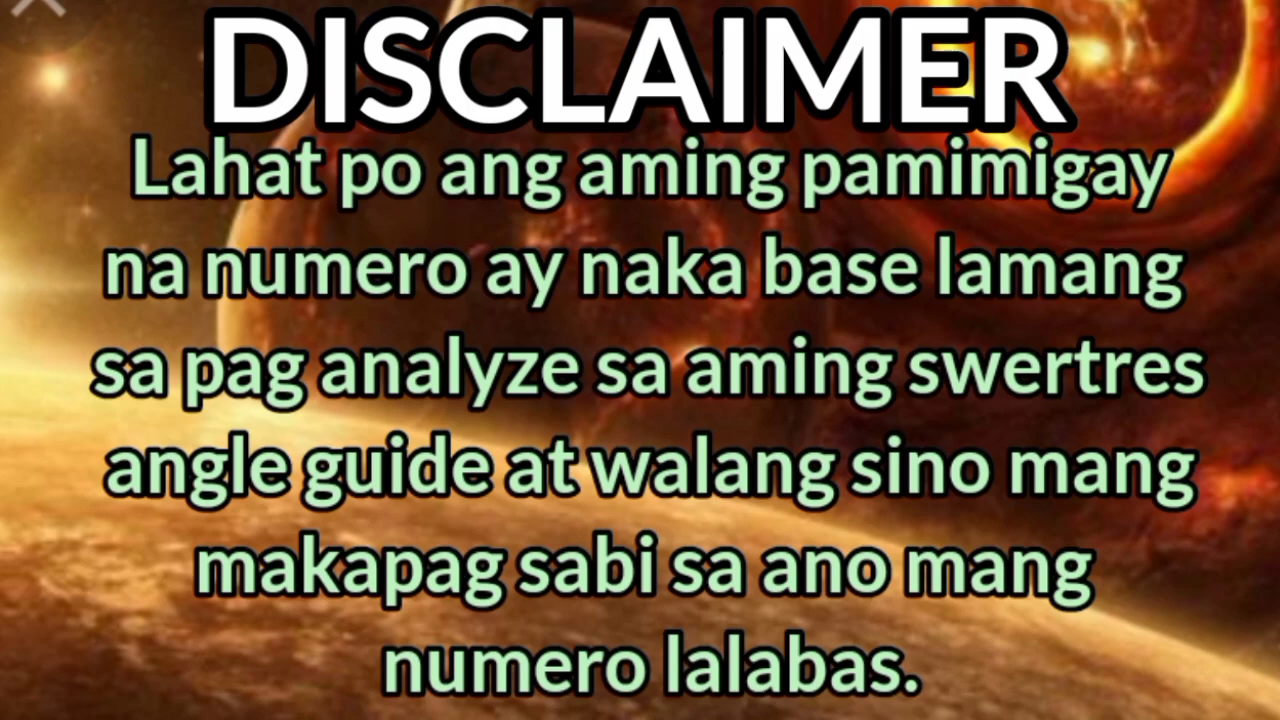 DISCLAIMER
Lahat po ang aming pamimigay
na numero ay naka base lamang
sa pag analyze sa aming swertres
angle guide at walang sino mang
makapag sabi sa ano mang
numero lalabas.